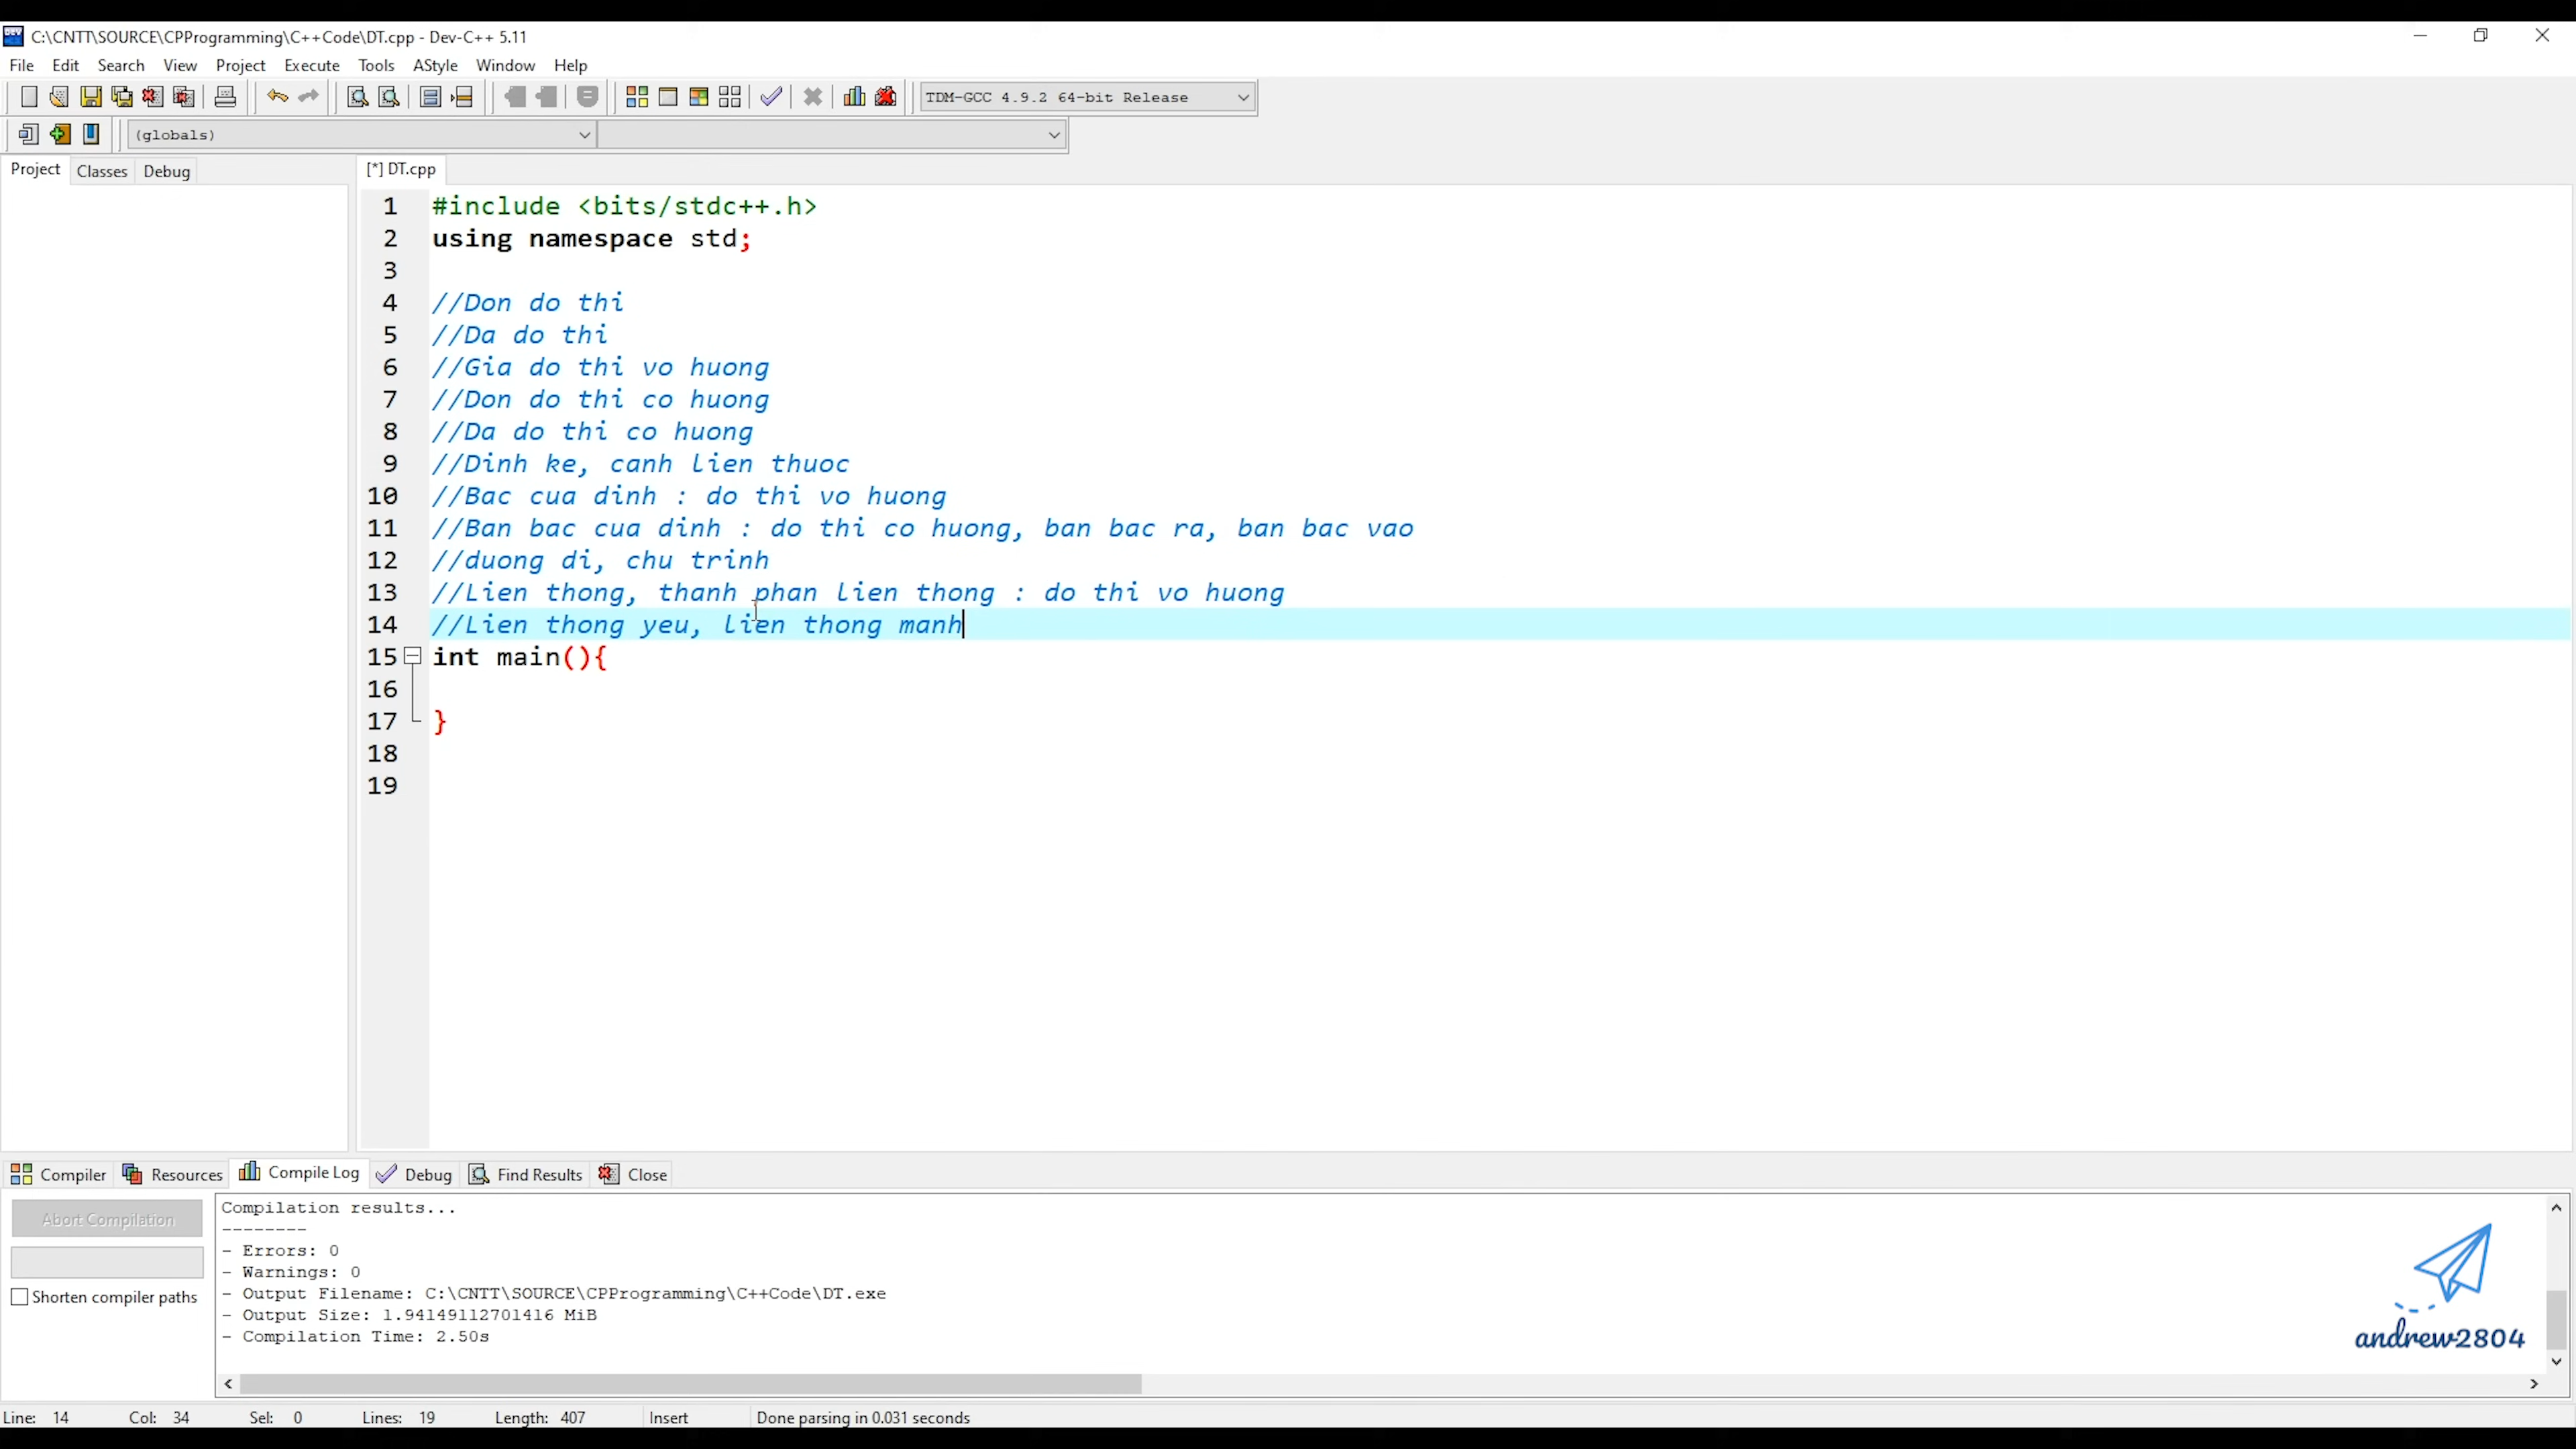 C:\CNTT\SOURCE\CPProgramming\C++Code\DT.cpp - Dev-C++ 5.11
File Edit Search View Project Execute Tools AStyle Window Help
TDM-GCC 4.9.2 64-bit Release
(globals)
Project Classes Debug
[*] DT.cpp
1 #include <bits/stdc++.h>
2 using namespace std;
3
4 //Don do thi
5 //Da do thi
6 //Gia do thi vo huong
7 //Don do thi co huong
8 //Da do thi co huong
9 //Dinh ke, canh lien thuoc
10 //Bac cua dinh : do thi vo huong
11 //Ban bac cua dinh : do thi co huong, ban bac ra, ban bac vao
12 //duong di, chu trinh
13 //Lien thong, thanh phan lien thong : do thi vo huong
14 //Lien thong yeu, lien thong manh
15 int main(){
16
17 }
18
19
Compiler Resources Compile Log Debug Find Results Close
Abort Compilation
Shorten compiler paths
Compilation results...
--------
- Errors: 0
- Warnings: 0
- Output Filename: C:\CNTT\SOURCE\CPProgramming\C++Code\DT.exe
- Output Size: 1.94149112701416 MiB
- Compilation Time: 2.50s
andrew2804
Line: 14 Col: 34 Sel: 0 Lines: 19 Length: 407 Insert Done parsing in 0.031 seconds